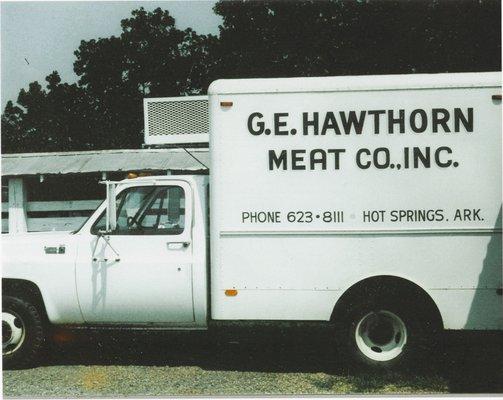 G.E. HAWTHORN
MEAT CO., INC.
PHONE 623•8111 • HOT SPRINGS, ARK.